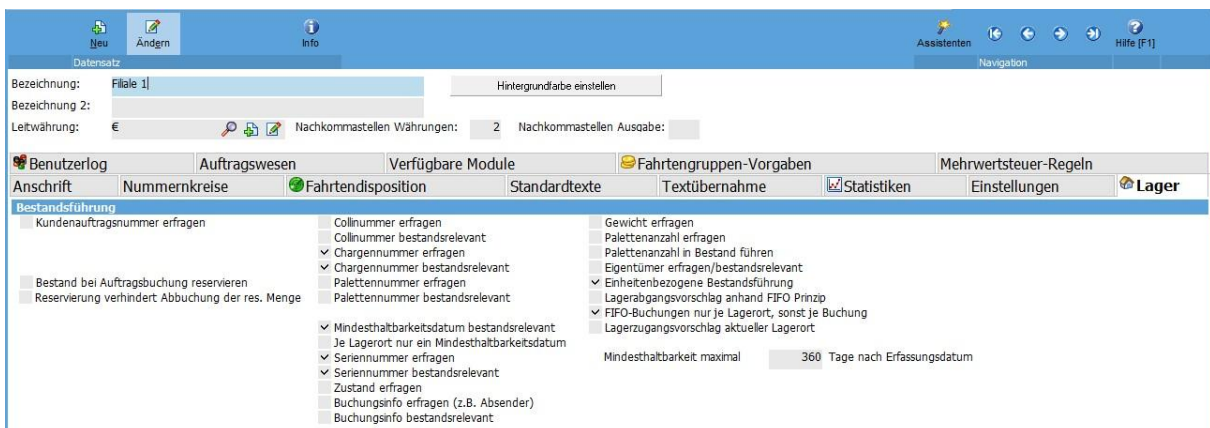 Neu Ändern Info Assistenten Hilfe [F1]
Datensatz Navigation
Bezeichnung: Filiale 1 Hintergrundfarbe einstellen
Bezeichnung 2:
Leitwährung: € Nachkommastellen Währungen: 2 Nachkommastellen Ausgabe:
Benutzerlog Auftragswesen Verfügbare Module Fahrtengruppen-Vorgaben Mehrwertsteuer-Regeln
Anschrift Nummernkreise Fahrtendisposition Standardtexte Textübernahme Statistiken Einstellungen Lager
Bestandsführung
Kundenauftragsnummer erfragen Collinummer erfragen Gewicht erfragen
Collinummer bestandsrelevant Palettenanzahl erfragen
Chargennummer erfragen Palettenanzahl in Bestand führen
Chargennummer bestandsrelevant Eigentümer erfragen/bestandsrelevant
Bestand bei Auftragsbuchung reservieren Palettennummer erfragen Einheitenbezogene Bestandsführung
Reservierung verhindert Abbuchung der res. Menge Palettennummer bestandsrelevant Lagerabgangsvorschlag anhand FIFO Prinzip
FIFO-Buchungen nur je Lagerort, sonst je Buchung
Mindesthaltbarkeitsdatum bestandsrelevant Lagerzugangsvorschlag aktueller Lagerort
Je Lagerort nur ein Mindesthaltbarkeitsdatum
Seriennummer erfragen Mindesthaltbarkeit maximal 360 Tage nach Erfassungsdatum
Seriennummer bestandsrelevant
Zustand erfragen
Buchungsinfo erfragen (z.B. Absender)
Buchungsinfo bestandsrelevant